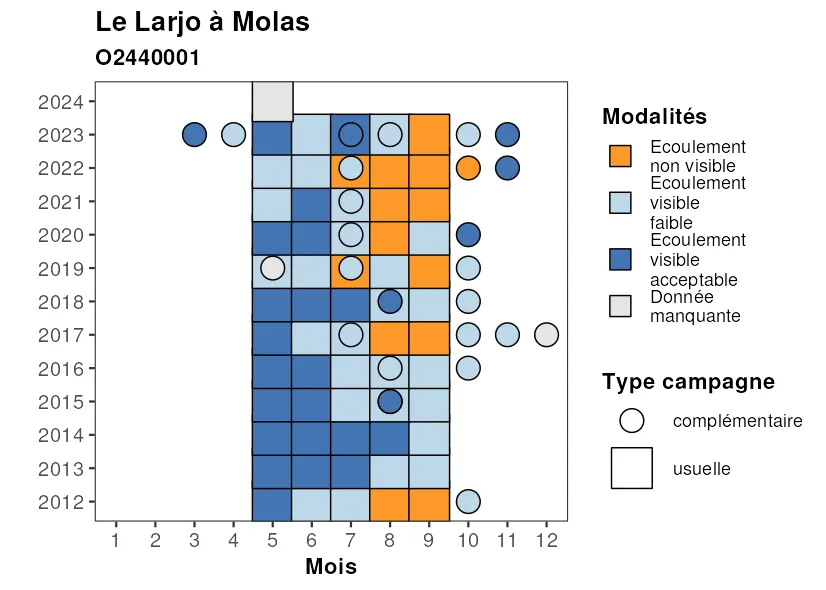 Le Larjo à Molas
O2440001
2024
2023
2022
2021
2020
2019
2018
2017
2016
2015
2014
2013
2012
1 2 3 4 5 6 7 8 9 10 11 12
Mois
Modalités
Ecoulement
non visible
Ecoulement
visible
faible
Ecoulement
visible
acceptable
Donnée
manquante
Type campagne
complémentaire
usuelle